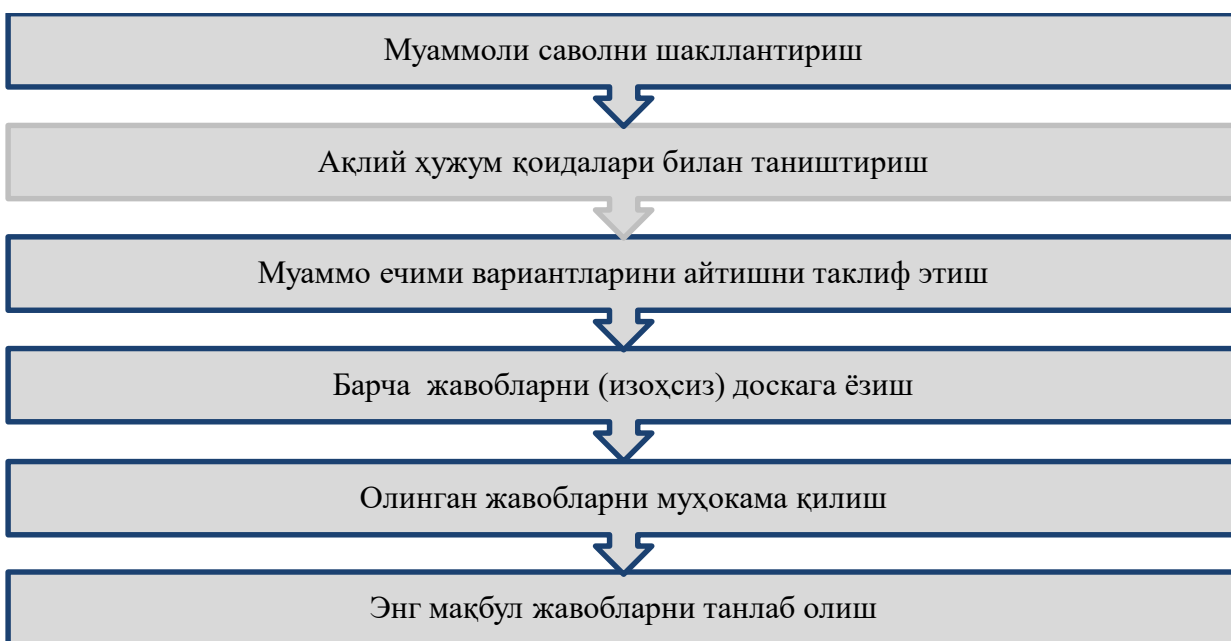 Муаммоли саволни шакллантириш
Ақлий ҳужум қоидалари билан таништириш
Муаммо ечими вариантларини айтишни таклиф этиш
Барча жавобларни (изоҳсиз) доскага ёзиш
Олинган жавобларни муҳокама қилиш
Энг мақбул жавобларни танлаб олиш